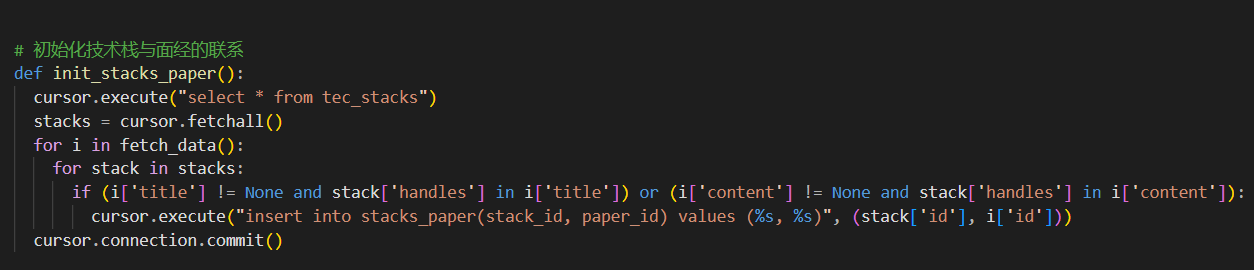 # 初始化技术栈与面经的联系
def init_stacks_paper():
  cursor.execute("select * from tec_stacks")
  stacks = cursor.fetchall()
  for i in fetch_data():
    for stack in stacks:
      if (i['title'] != None and stack['handles'] in i['title']) or (i['content'] != None and stack['handles'] in i['content']):
        cursor.execute("insert into stacks_paper(stack_id, paper_id) values (%s, %s)", (stack['id'], i['id']))
  cursor.connection.commit()